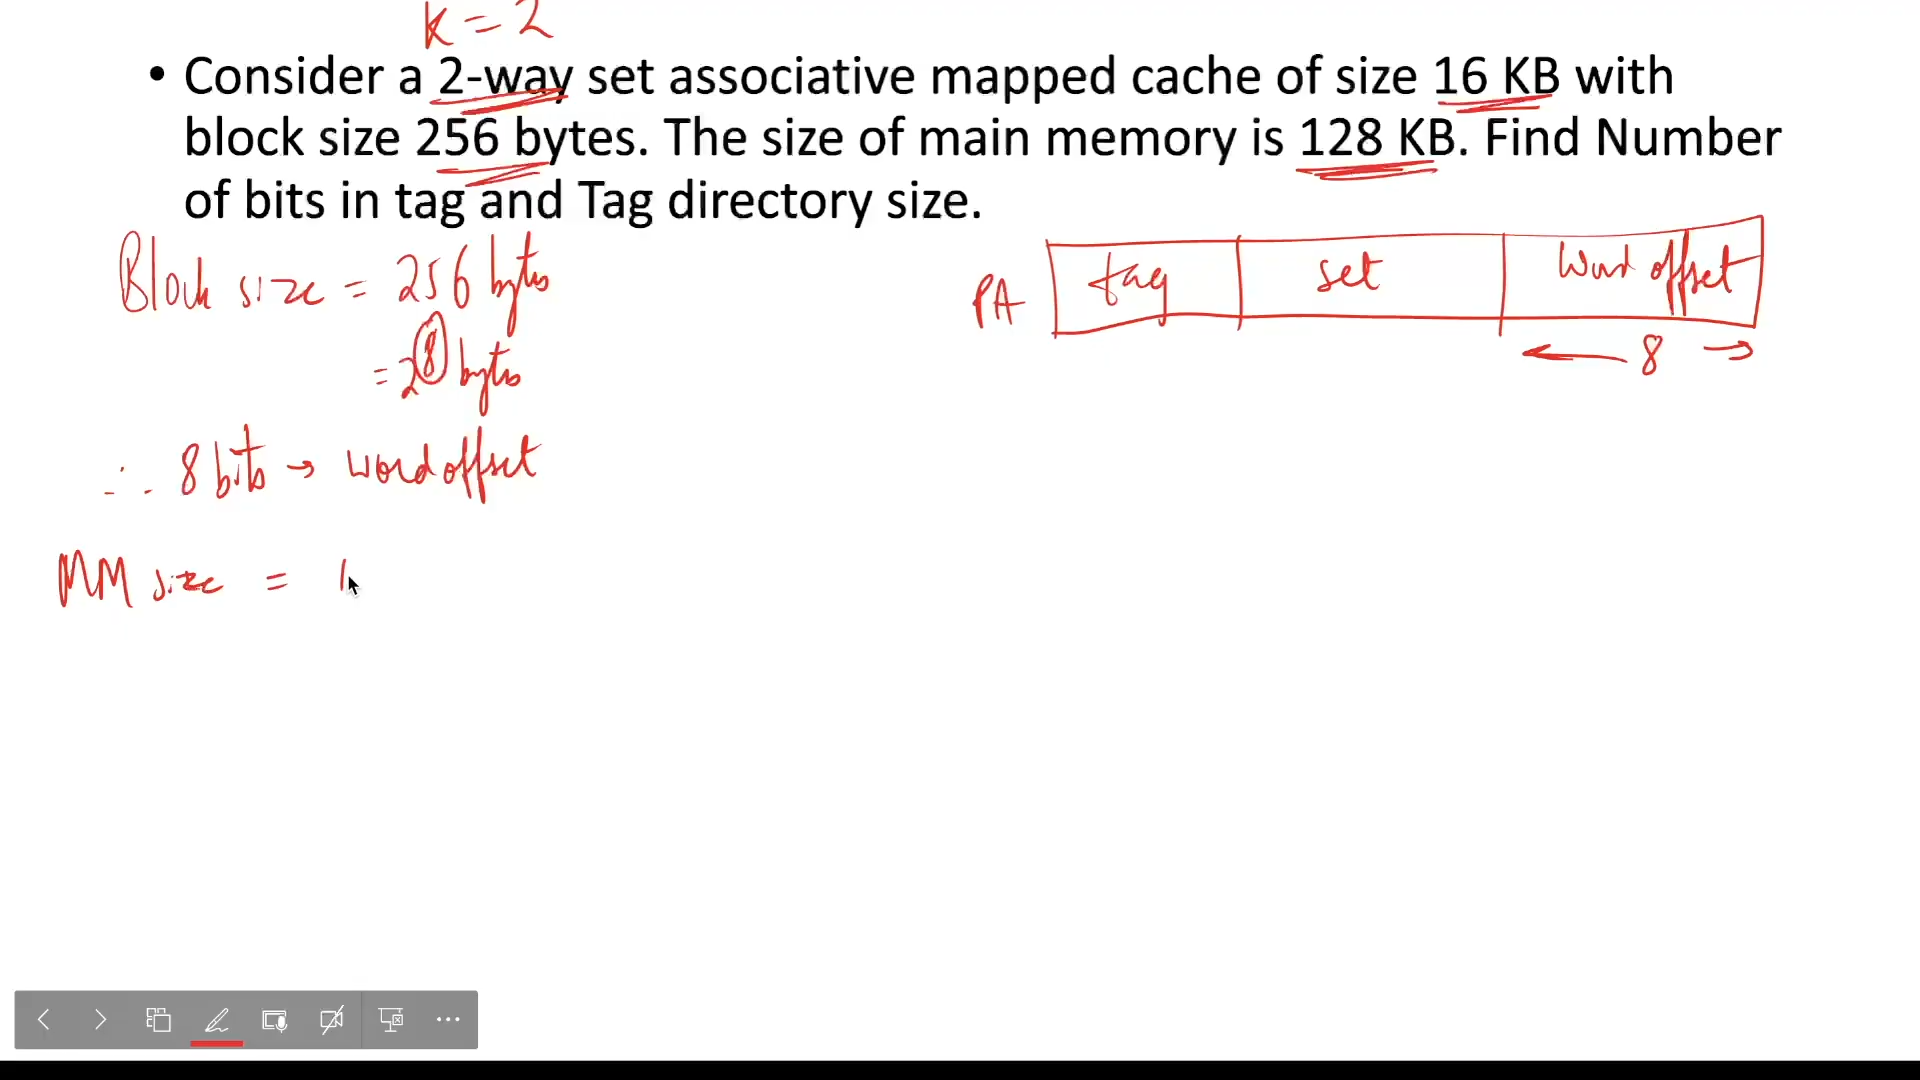 K = 2
• Consider a 2-way set associative mapped cache of size 16 KB with
block size 256 bytes. The size of main memory is 128 KB. Find Number
of bits in tag and Tag directory size.
Block size = 256 bytes
= 2^8 bytes
∴ 8 bits → word offset
MM size = 1
PA tag set Word offset
8